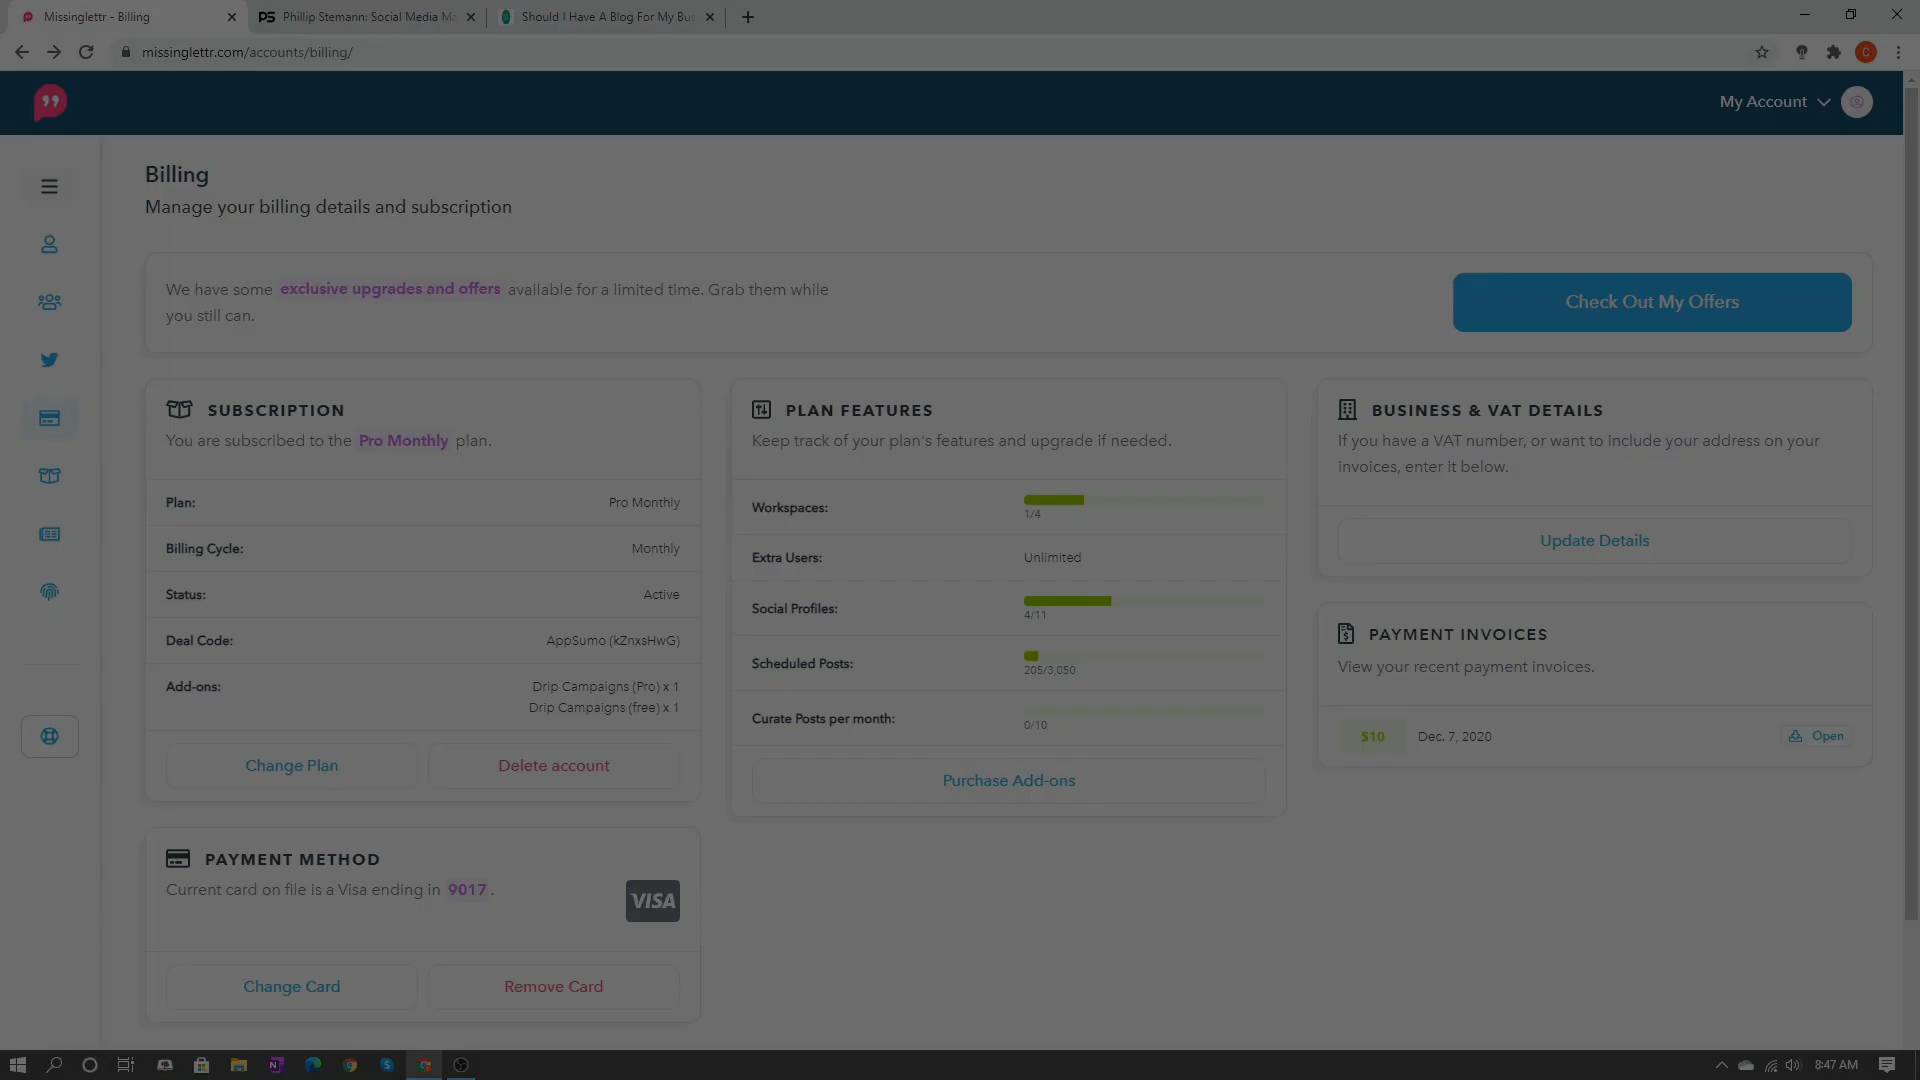 Missinglettr - Billing
PS Phillip Stemann: Social Media Ma
Should I Have A Blog For My Bus
missinglettr.com/accounts/billing/
C
My Account
Billing
Manage your billing details and subscription
We have some exclusive upgrades and offers available for a limited time. Grab them while
you still can.
Check Out My Offers
SUBSCRIPTION
You are subscribed to the Pro Monthly plan.
Plan: Pro Monthly
Billing Cycle: Monthly
Status: Active
Deal Code: AppSumo (kZnxsHwG)
Add-ons: Drip Campaigns (Pro) x 1
Drip Campaigns (free) x 1
Change Plan
Delete account
PLAN FEATURES
Keep track of your plan's features and upgrade if needed.
Workspaces:
1/4
Extra Users: Unlimited
Social Profiles:
4/11
Scheduled Posts:
205/3,050
Curate Posts per month:
0/10
Purchase Add-ons
BUSINESS & VAT DETAILS
If you have a VAT number, or want to include your address on your
invoices, enter it below.
Update Details
PAYMENT INVOICES
View your recent payment invoices.
$10 Dec. 7, 2020 Open
PAYMENT METHOD
Current card on file is a Visa ending in 9017 .
VISA
Change Card
Remove Card
8:47 AM